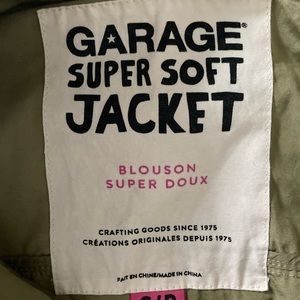 GARAGE®
SUPER SOFT
JACKET
BLOUSON
SUPER DOUX
CRAFTING GOODS SINCE 1975
CRÉATIONS ORIGINALES DEPUIS 1975
FAIT EN CHINE/MADE IN CHINA